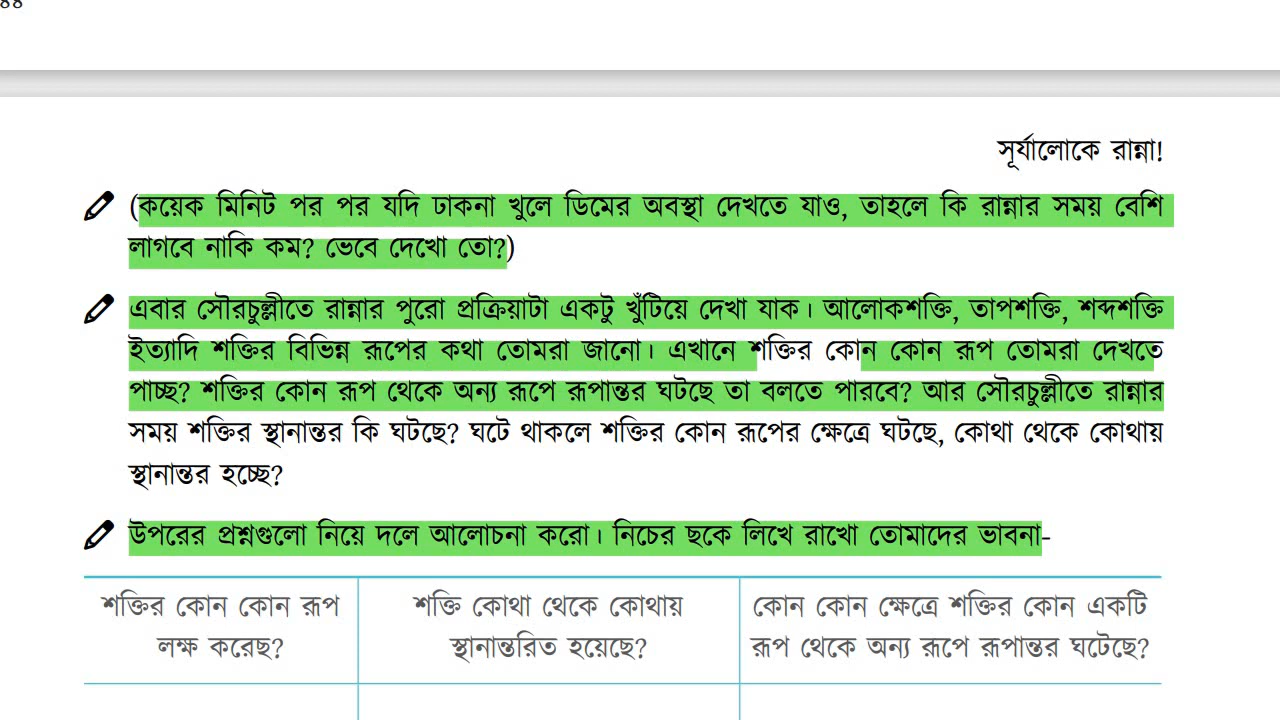 ৪৪
সূর্যালোকে রান্না!
(কয়েক মিনিট পর পর যদি ঢাকনা খুলে ডিমের অবস্থা দেখতে যাও, তাহলে কি রান্নার সময় বেশি
লাগবে নাকি কম? ভেবে দেখো তো?)
এবার সৌরচুল্লীতে রান্নার পুরো প্রক্রিয়াটা একটু খুঁটিয়ে দেখা যাক। আলোকশক্তি, তাপশক্তি, শব্দশক্তি
ইত্যাদি শক্তির বিভিন্ন রূপের কথা তোমরা জানো। এখানে শক্তির কোন কোন রূপ তোমরা দেখতে
পাচ্ছ? শক্তির কোন রূপ থেকে অন্য রূপে রূপান্তর ঘটছে তা বলতে পারবে? আর সৌরচুল্লীতে রান্নার
সময় শক্তির স্থানান্তর কি ঘটছে? ঘটে থাকলে শক্তির কোন রূপের ক্ষেত্রে ঘটছে, কোথা থেকে কোথায়
স্থানান্তর হচ্ছে?
উপরের প্রশ্নগুলো নিয়ে দলে আলোচনা করো। নিচের ছকে লিখে রাখো তোমাদের ভাবনা-
শক্তির কোন কোন রূপ
লক্ষ করেছ?
শক্তি কোথা থেকে কোথায়
স্থানান্তরিত হয়েছে?
কোন কোন ক্ষেত্রে শক্তির কোন একটি
রূপ থেকে অন্য রূপে রূপান্তর ঘটেছে?